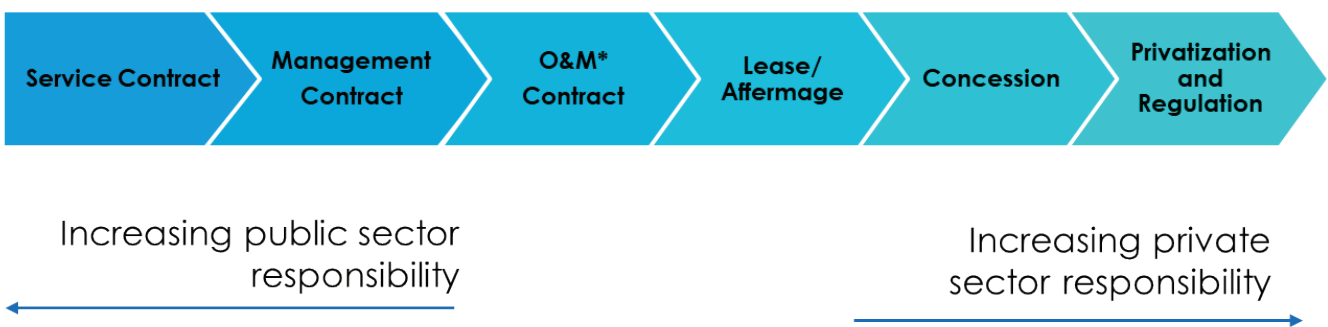 Service Contract
Management
Contract
O&M*
Contract
Lease/
Affermage
Concession
Privatization
and
Regulation
Increasing public sector
responsibility
Increasing private
sector responsibility